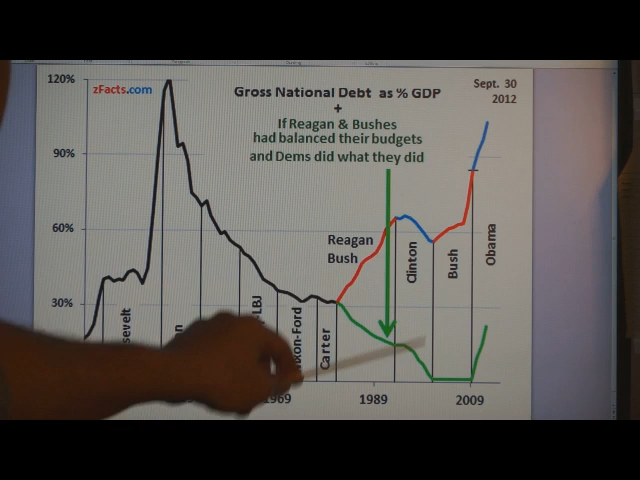 120%
zFacts.com
Gross National Debt as % GDP
+
If Reagan & Bushes
had balanced their budgets
and Dems did what they did
Sept. 30
2012
90%
60%
30%
Reagan
Bush
Clinton
Bush
Obama
LBJ
Carter
1969
1989
2009